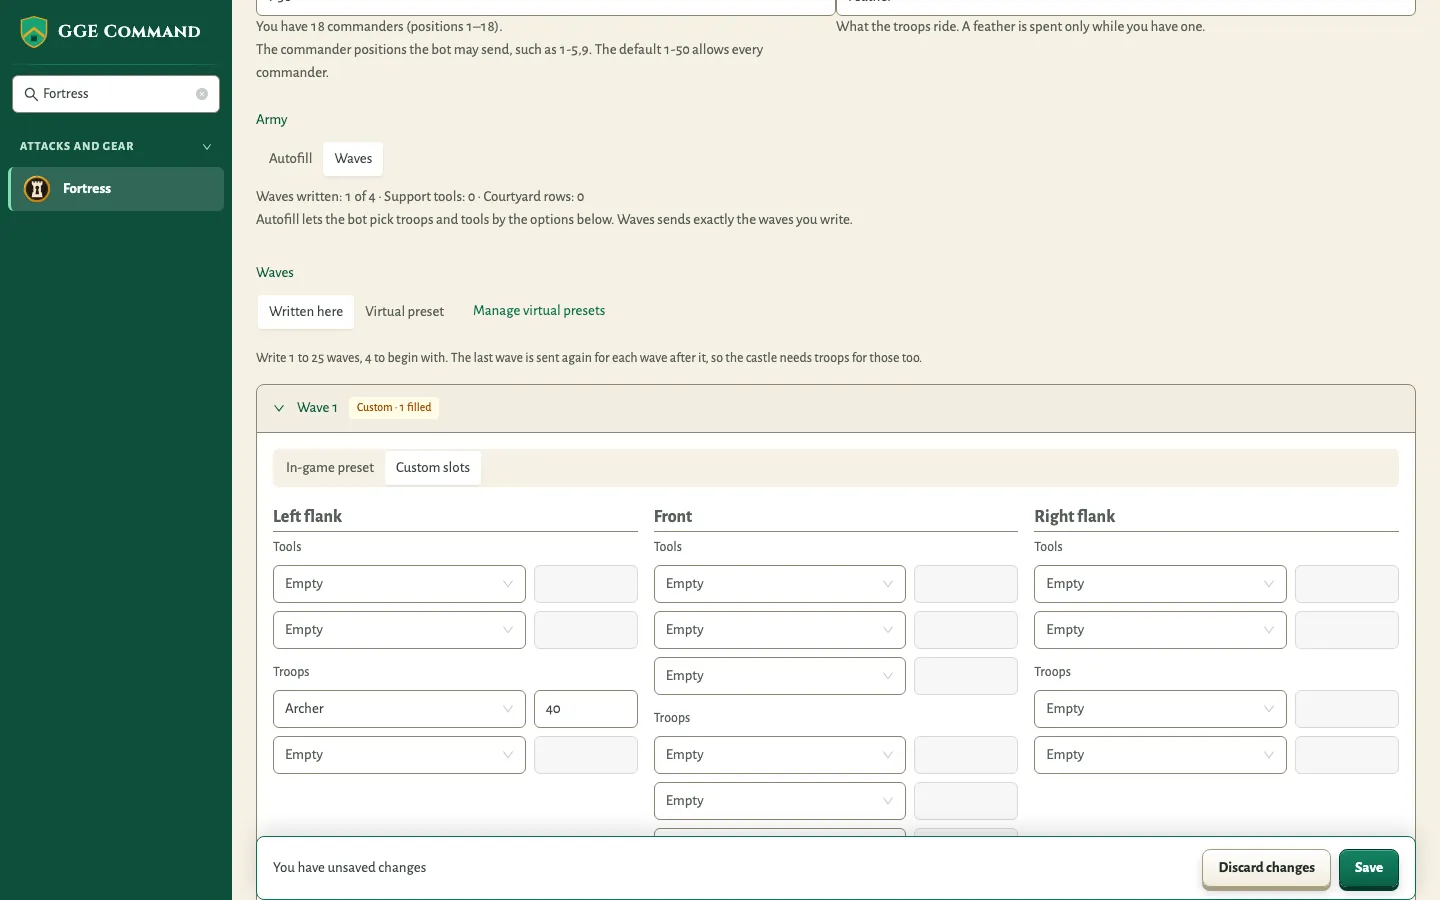 GGE Command
Fortress
ATTACKS AND GEAR
Fortress
You have 18 commanders (positions 1–18).
The commander positions the bot may send, such as 1-5,9. The default 1-50 allows every
commander.
What the troops ride. A feather is spent only while you have one.
Army
Autofill
Waves
Waves written: 1 of 4 · Support tools: 0 · Courtyard rows: 0
Autofill lets the bot pick troops and tools by the options below. Waves sends exactly the waves you write.
Waves
Written here
Virtual preset
Manage virtual presets
Write 1 to 25 waves, 4 to begin with. The last wave is sent again for each wave after it, so the castle needs troops for those too.
Wave 1
Custom · 1 filled
In-game preset
Custom slots
Left flank
Tools
Empty
Empty
Troops
Archer
40
Empty
Front
Tools
Empty
Empty
Empty
Troops
Empty
Empty
Right flank
Tools
Empty
Empty
Troops
Empty
Empty
You have unsaved changes
Discard changes
Save